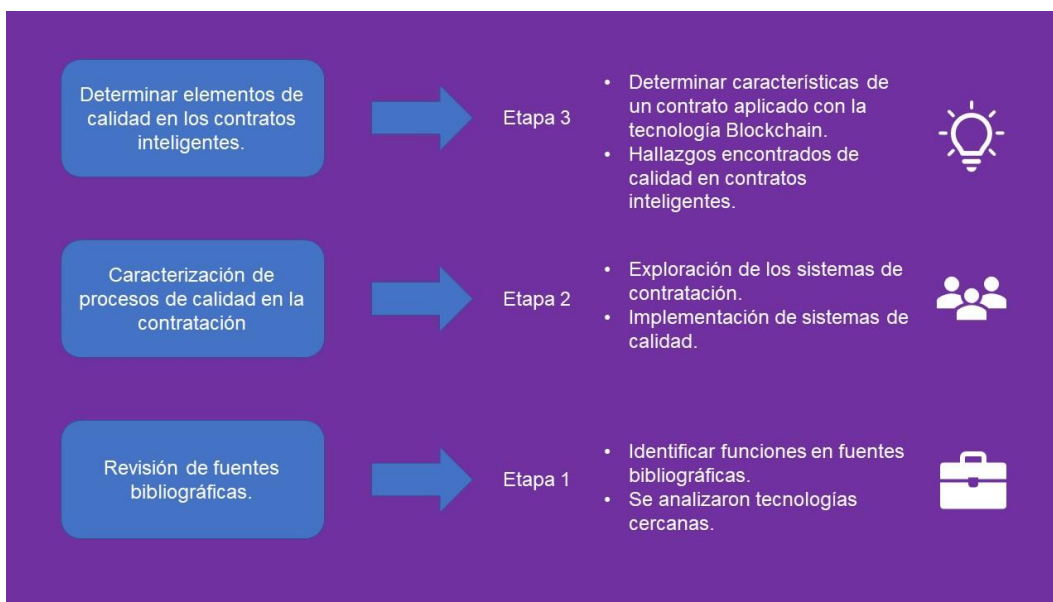 Determinar elementos de
calidad en los contratos
inteligentes.
Etapa 3
• Determinar características de
un contrato aplicado con la
tecnología Blockchain.
• Hallazgos encontrados de
calidad en contratos
inteligentes.
Caracterización de
procesos de calidad en la
contratación
Etapa 2
• Exploración de los sistemas de
contratación.
• Implementación de sistemas de
calidad.
Revisión de fuentes
bibliográficas.
Etapa 1
• Identificar funciones en fuentes
bibliográficas.
• Se analizaron tecnologías
cercanas.